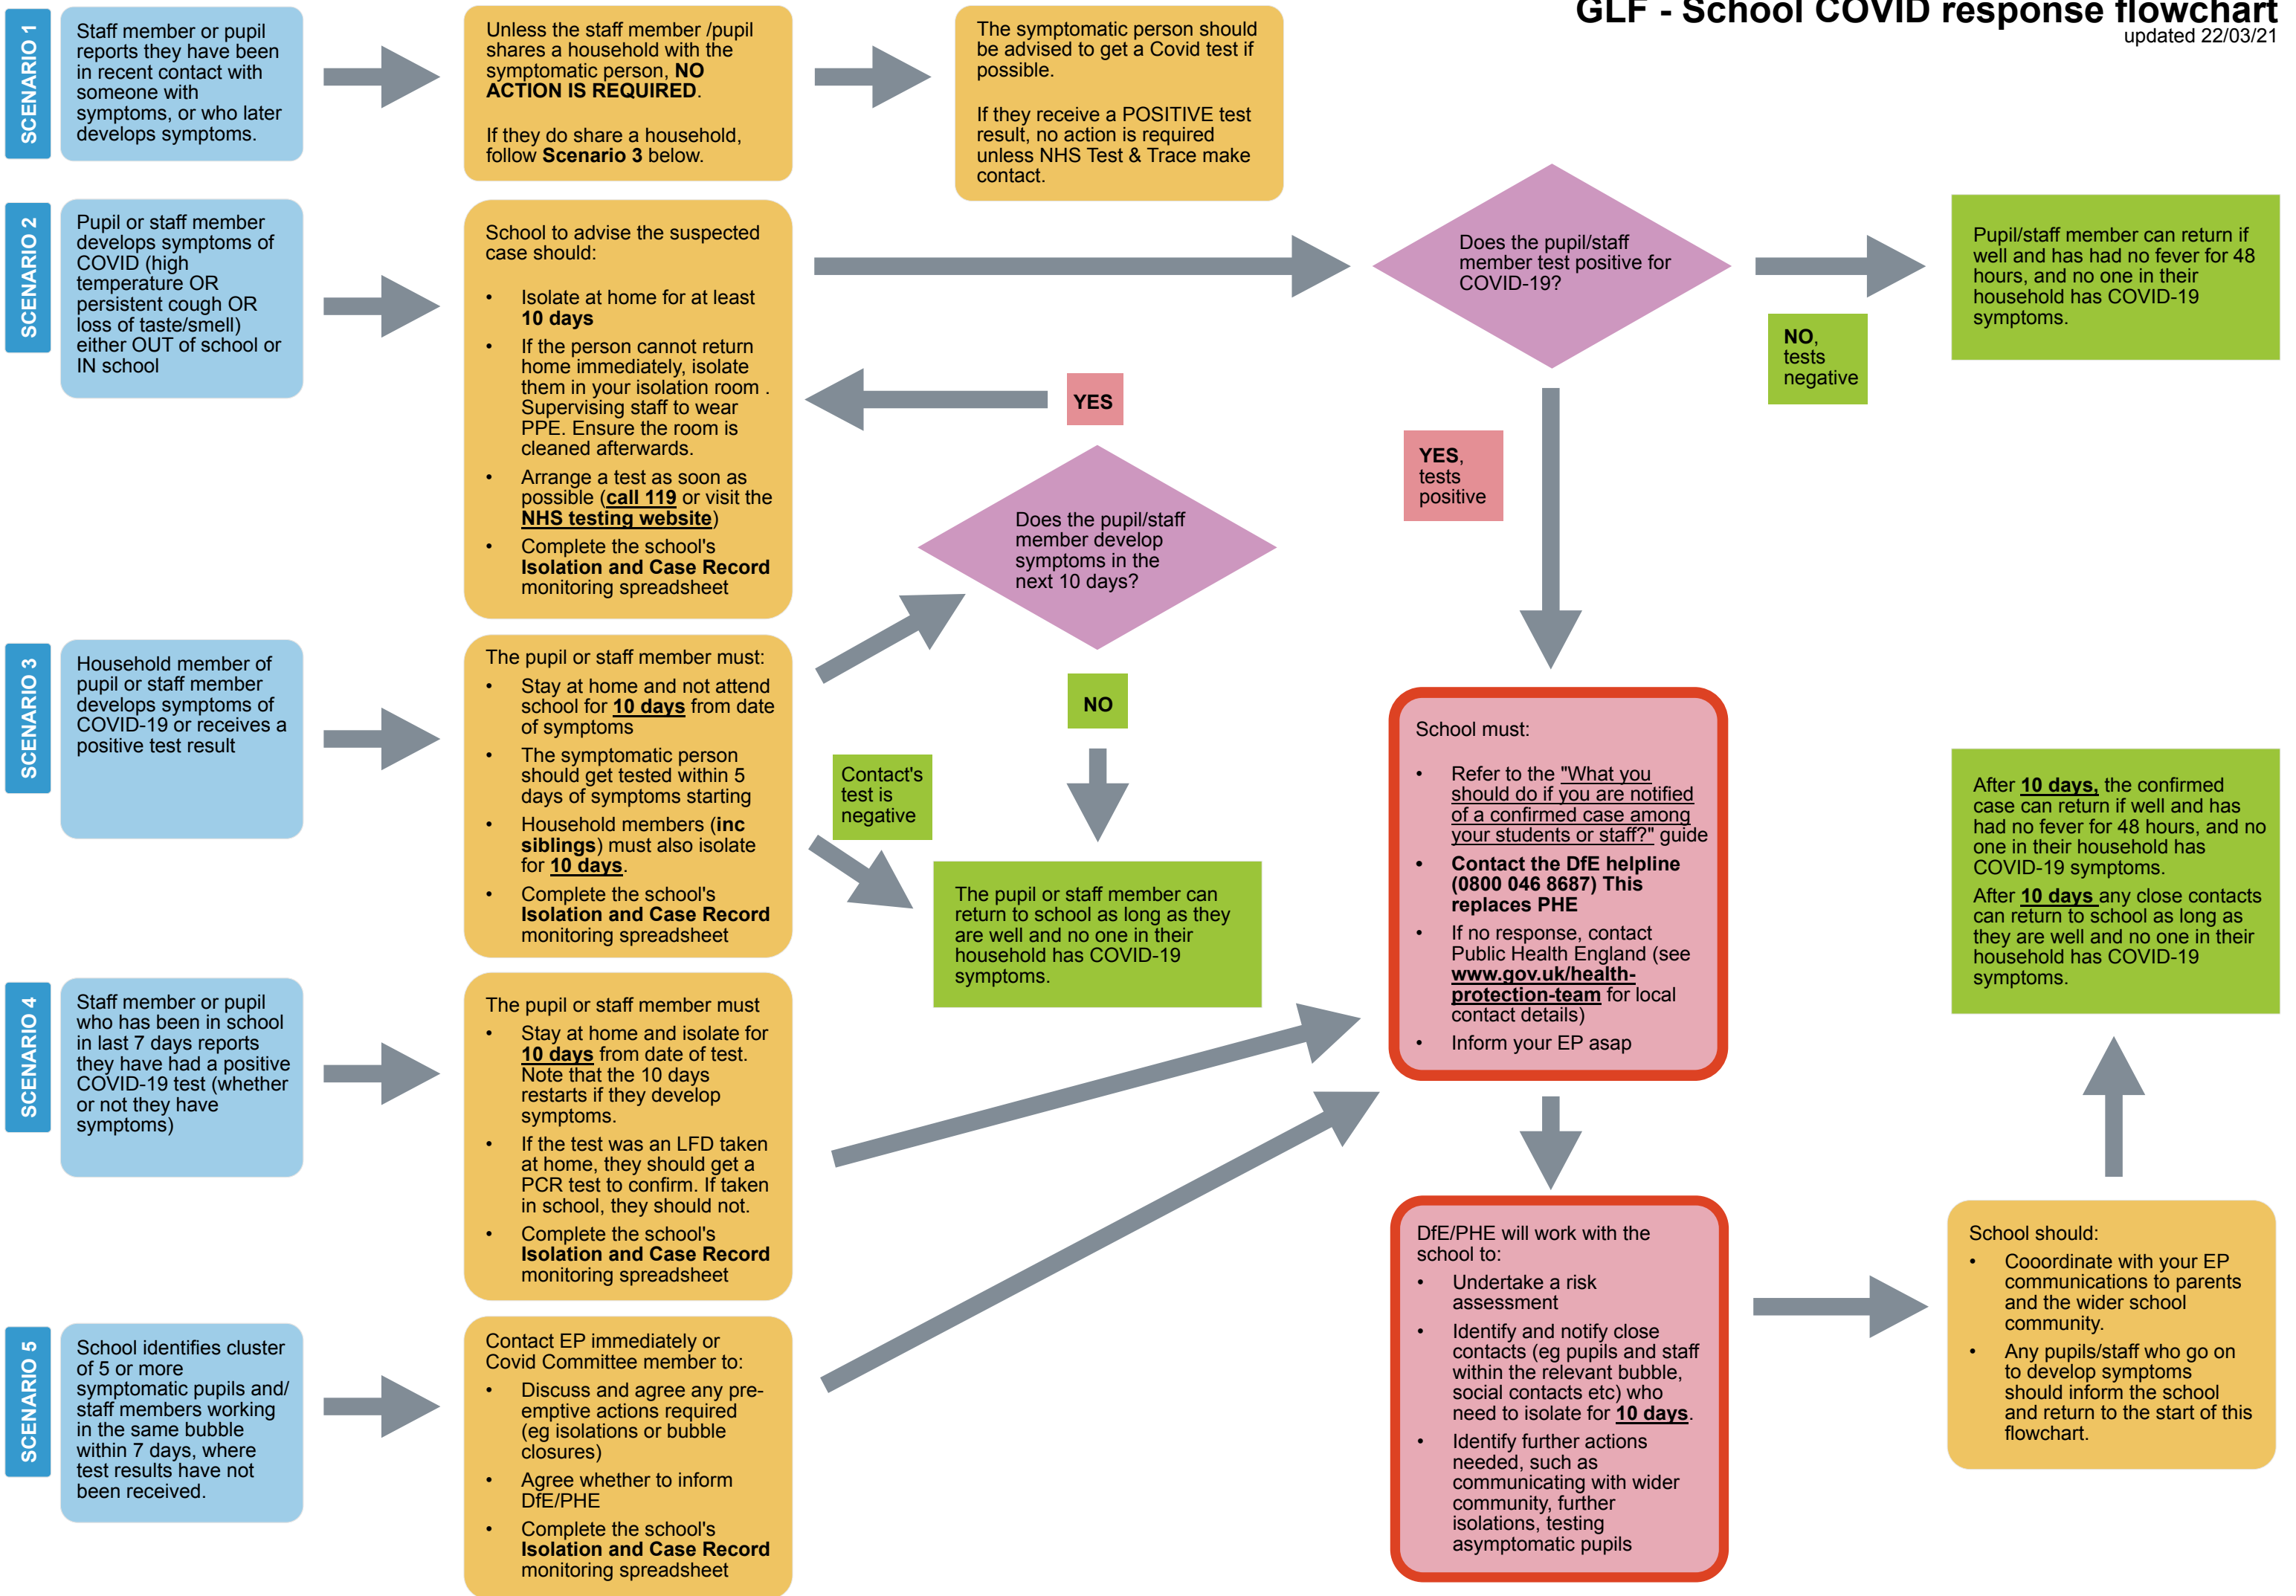 GLF - School COVID response flowchart
updated 22/03/21
SCENARIO 1
Staff member or pupil
reports they have been
in recent contact with
someone with
symptoms, or who later
develops symptoms.
Unless the staff member /pupil
shares a household with the
symptomatic person, NO
ACTION IS REQUIRED.
If they do share a household,
follow Scenario 3 below.
The symptomatic person should
be advised to get a Covid test if
possible.
If they receive a POSITIVE test
result, no action is required
unless NHS Test & Trace make
contact.
SCENARIO 2
Pupil or staff member
develops symptoms of
COVID (high
temperature OR
persistent cough OR
loss of taste/smell)
either OUT of school or
IN school
School to advise the suspected
case should:
• Isolate at home for at least
10 days
• If the person cannot return
home immediately, isolate
them in your isolation room .
Supervising staff to wear
PPE. Ensure the room is
cleaned afterwards.
• Arrange a test as soon as
possible (call 119 or visit the
NHS testing website)
• Complete the school's
Isolation and Case Record
monitoring spreadsheet
Does the pupil/staff
member test positive for
COVID-19?
NO,
tests
negative
Pupil/staff member can return if
well and has had no fever for 48
hours, and no one in their
household has COVID-19
symptoms.
YES,
tests
positive
YES
Does the pupil/staff
member develop
symptoms in the
next 10 days?
NO
SCENARIO 3
Household member of
pupil or staff member
develops symptoms of
COVID-19 or receives a
positive test result
The pupil or staff member must:
• Stay at home and not attend
school for 10 days from date
of symptoms
• The symptomatic person
should get tested within 5
days of symptoms starting
• Household members (inc
siblings) must also isolate
for 10 days.
• Complete the school's
Isolation and Case Record
monitoring spreadsheet
Contact's
test is
negative
The pupil or staff member can
return to school as long as they
are well and no one in their
household has COVID-19
symptoms.
School must:
• Refer to the "What you
should do if you are notified
of a confirmed case among
your students or staff?" guide
• Contact the DfE helpline
(0800 046 8687) This
replaces PHE
• If no response, contact
Public Health England (see
www.gov.uk/health-
protection-team for local
contact details)
• Inform your EP asap
After 10 days, the confirmed
case can return if well and has
had no fever for 48 hours, and no
one in their household has
COVID-19 symptoms.
After 10 days any close contacts
can return to school as long as
they are well and no one in their
household has COVID-19
symptoms.
SCENARIO 4
Staff member or pupil
who has been in school
in last 7 days reports
they have had a positive
COVID-19 test (whether
or not they have
symptoms)
The pupil or staff member must
• Stay at home and isolate for
10 days from date of test.
Note that the 10 days
restarts if they develop
symptoms.
• If the test was an LFD taken
at home, they should get a
PCR test to confirm. If taken
in school, they should not.
• Complete the school's
Isolation and Case Record
monitoring spreadsheet
SCENARIO 5
School identifies cluster
of 5 or more
symptomatic pupils and/
staff members working
in the same bubble
within 7 days, where
test results have not
been received.
Contact EP immediately or
Covid Committee member to:
• Discuss and agree any pre-
emptive actions required
(eg isolations or bubble
closures)
• Agree whether to inform
DfE/PHE
• Complete the school's
Isolation and Case Record
monitoring spreadsheet
DfE/PHE will work with the
school to:
• Undertake a risk
assessment
• Identify and notify close
contacts (eg pupils and staff
within the relevant bubble,
social contacts etc) who
need to isolate for 10 days.
• Identify further actions
needed, such as
communicating with wider
community, further
isolations, testing
asymptomatic pupils
School should:
• Cooordinate with your EP
communications to parents
and the wider school
community.
• Any pupils/staff who go on
to develop symptoms
should inform the school
and return to the start of this
flowchart.